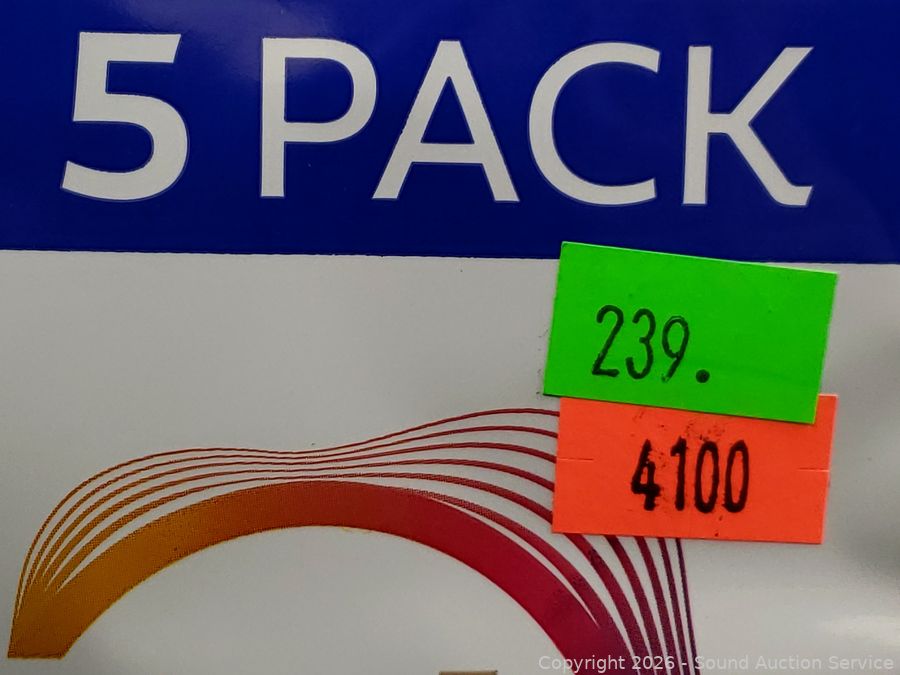 5 PACK
239.
4100
Copyright 2026 - Sound Auction Service